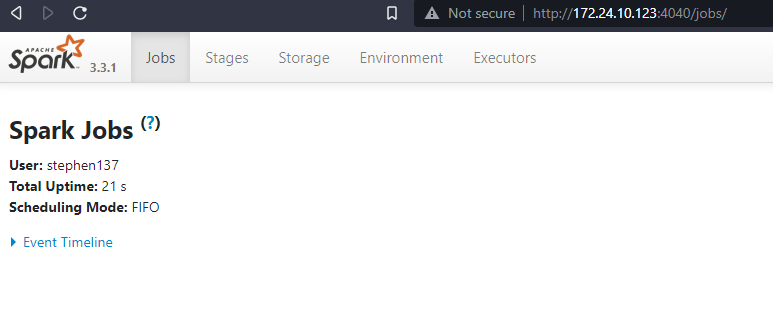 Not secure http://172.24.10.123:4040/jobs/
APACHE Spark 3.3.1 Jobs Stages Storage Environment Executors
Spark Jobs (?)
User: stephen137
Total Uptime: 21 s
Scheduling Mode: FIFO
Event Timeline